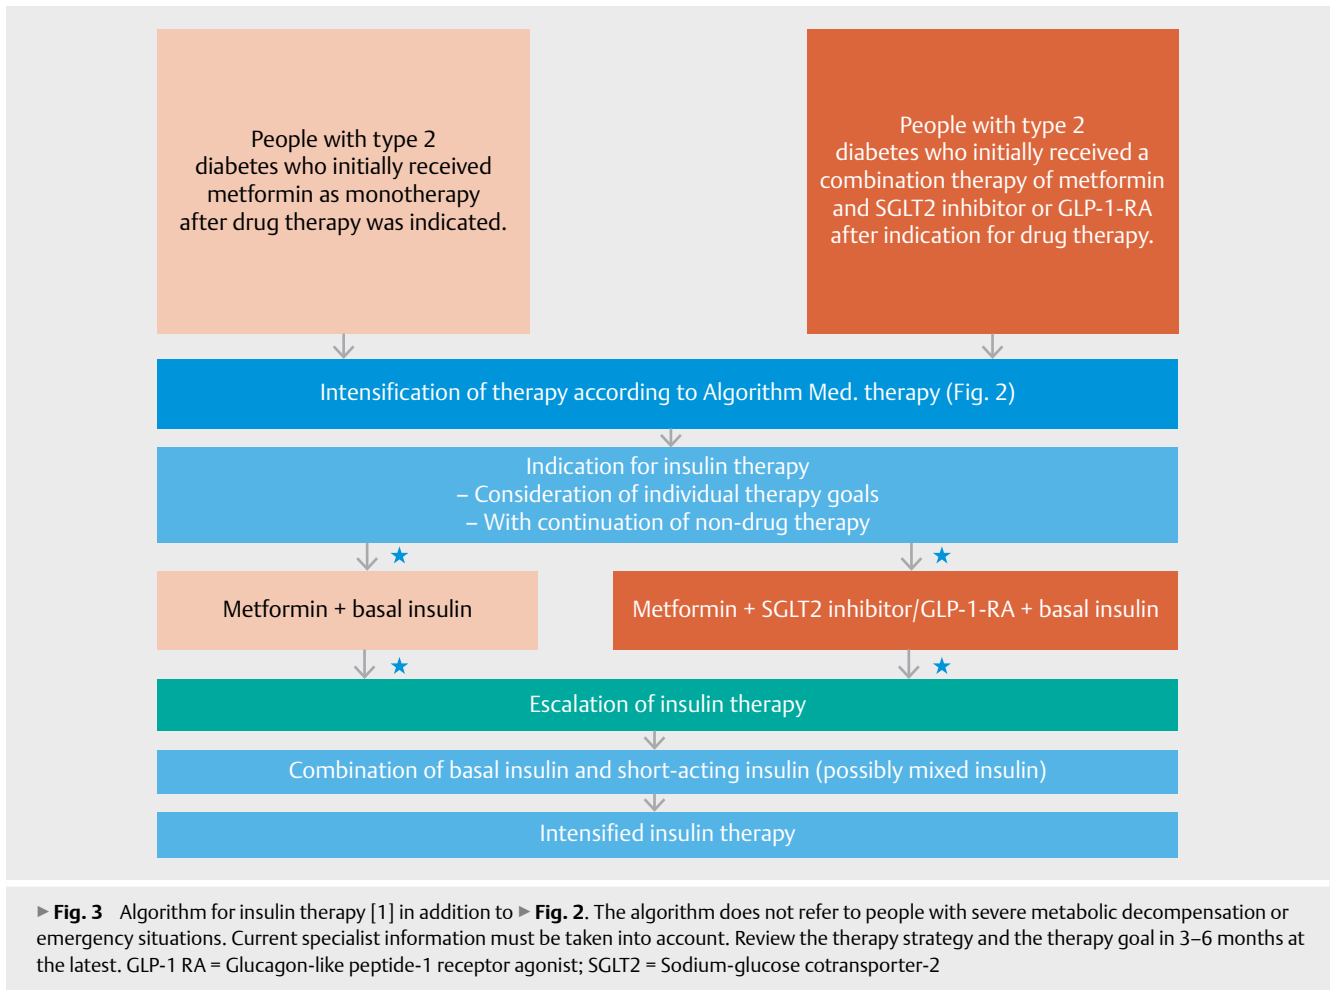 People with type 2
diabetes who initially received
metformin as monotherapy
after drug therapy was indicated.
People with type 2
diabetes who initially received a
combination therapy of metformin
and SGLT2 inhibitor or GLP-1-RA
after indication for drug therapy.
Intensification of therapy according to Algorithm Med. therapy (Fig. 2)
Indication for insulin therapy
– Consideration of individual therapy goals
– With continuation of non-drug therapy
Metformin + basal insulin
Metformin + SGLT2 inhibitor/GLP-1-RA + basal insulin
Escalation of insulin therapy
Combination of basal insulin and short-acting insulin (possibly mixed insulin)
Intensified insulin therapy
▶ Fig. 3 Algorithm for insulin therapy [1] in addition to ▶ Fig. 2. The algorithm does not refer to people with severe metabolic decompensation or
emergency situations. Current specialist information must be taken into account. Review the therapy strategy and the therapy goal in 3–6 months at
the latest. GLP-1 RA = Glucagon-like peptide-1 receptor agonist; SGLT2 = Sodium-glucose cotransporter-2